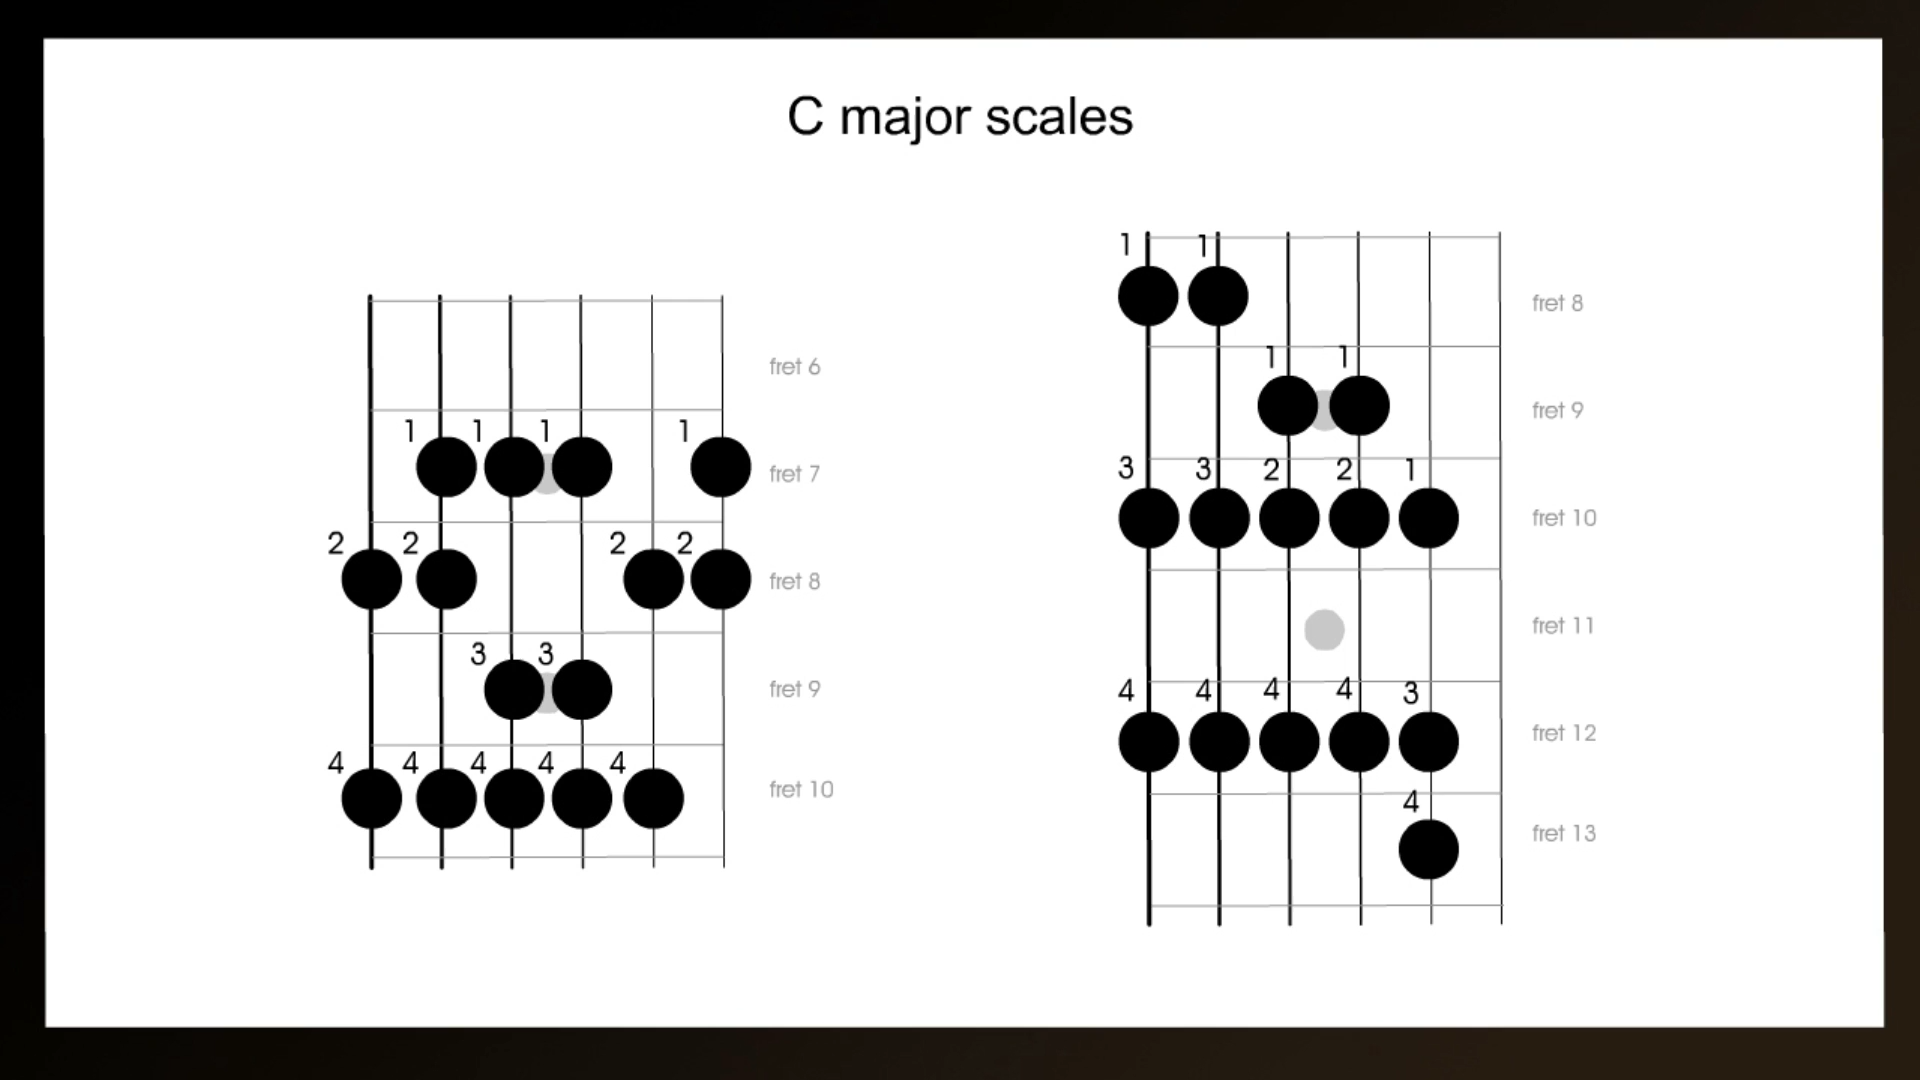 C major scales
fret 6
1 1 1 1
fret 7
2 2 2 2
fret 8
3 3
fret 9
4 4 4 4 4
fret 10
1 1
fret 8
1 1
fret 9
3 3 2 2 1
fret 10
fret 11
4 4 4 4 3
fret 12
4
fret 13